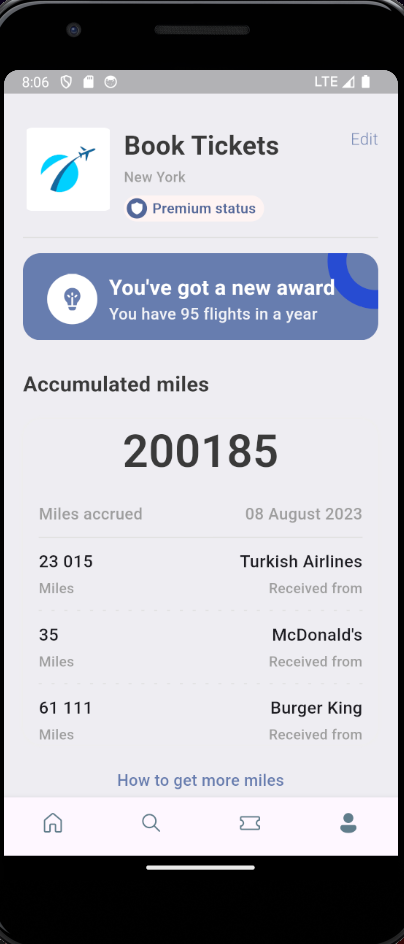 8:06
LTE
Book Tickets
Edit
New York
Premium status
You've got a new award
You have 95 flights in a year
Accumulated miles
200185
Miles accrued
08 August 2023
23 015
Turkish Airlines
Miles
Received from
35
McDonald's
Miles
Received from
61 111
Burger King
Miles
Received from
How to get more miles